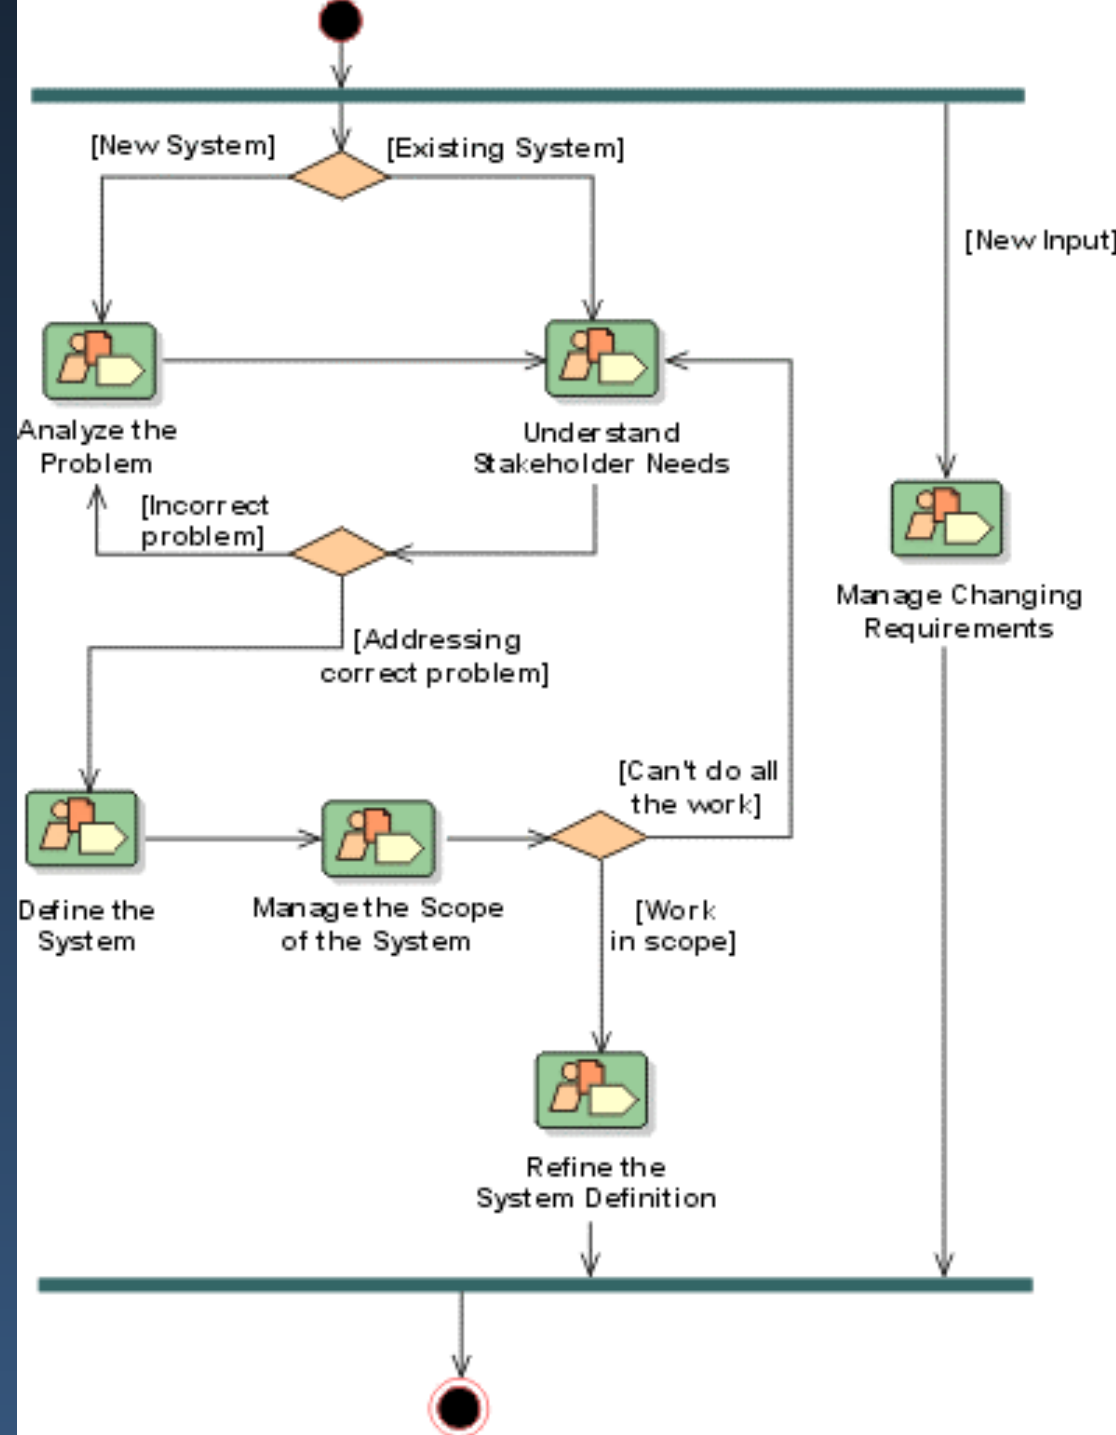 [New System]
[Existing System]
[New Input]
Analyze the
Problem
Understand
Stakeholder Needs
[Incorrect
problem]
Manage Changing
Requirements
[Addressing
correct problem]
[Can't do all
the work]
Define the
System
Manage the Scope
of the System
[Work
in scope]
Refine the
System Definition